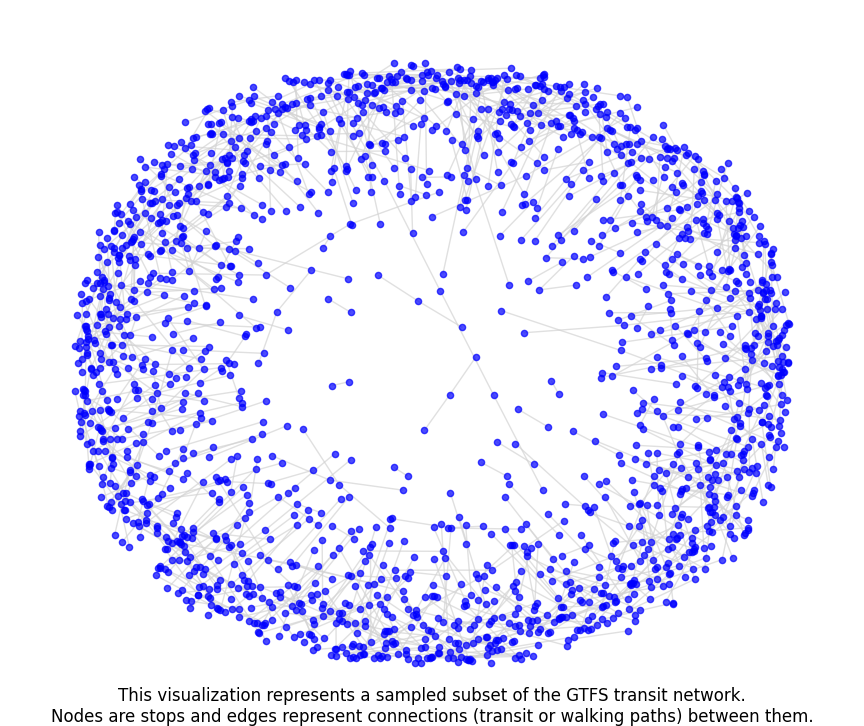 This visualization represents a sampled subset of the GTFS transit network.
Nodes are stops and edges represent connections (transit or walking paths) between them.